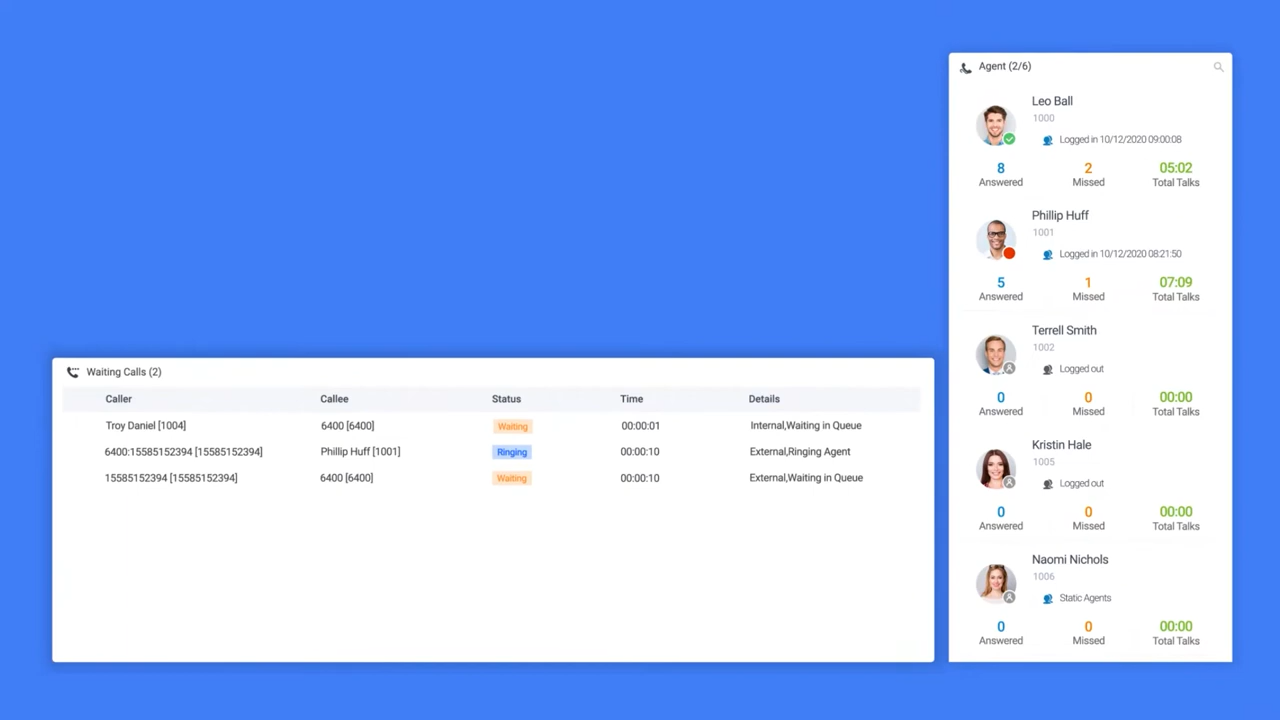 Waiting Calls (2)
Caller Callee Status Time Details
Troy Daniel [1004] 6400 [6400] Waiting 00:00:01 Internal,Waiting in Queue
6400:15585152394 [15585152394] Phillip Huff [1001] Ringing 00:00:10 External,Ringing Agent
15585152394 [15585152394] 6400 [6400] Waiting 00:00:10 External,Waiting in Queue
Agent (2/6)
Leo Ball
1000
Logged in 10/12/2020 09:00:08
8 2 05:02
Answered Missed Total Talks
Phillip Huff
1001
Logged in 10/12/2020 08:21:50
5 1 07:09
Answered Missed Total Talks
Terrell Smith
1002
Logged out
0 0 00:00
Answered Missed Total Talks
Kristin Hale
1005
Logged out
0 0 00:00
Answered Missed Total Talks
Naomi Nichols
1006
Static Agents
0 0 00:00
Answered Missed Total Talks